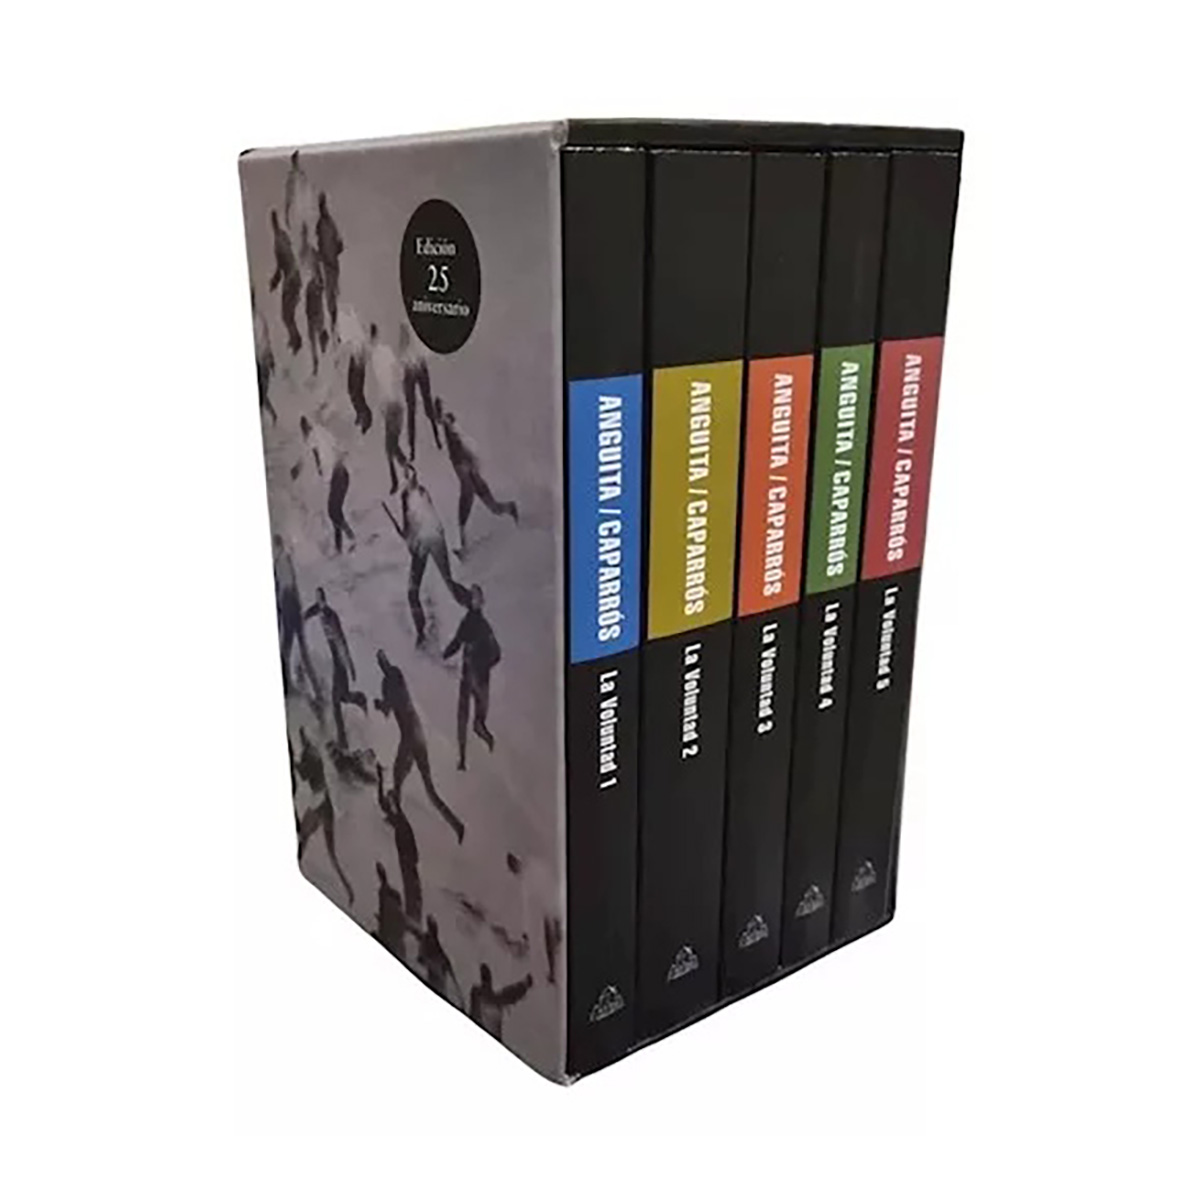 Edición
25
aniversario
ANGUITA / CAPARRÓS La Voluntad 1
ANGUITA / CAPARRÓS La Voluntad 2
ANGUITA / CAPARRÓS La Voluntad 3
ANGUITA / CAPARRÓS La Voluntad 4
ANGUITA / CAPARRÓS La Voluntad 5